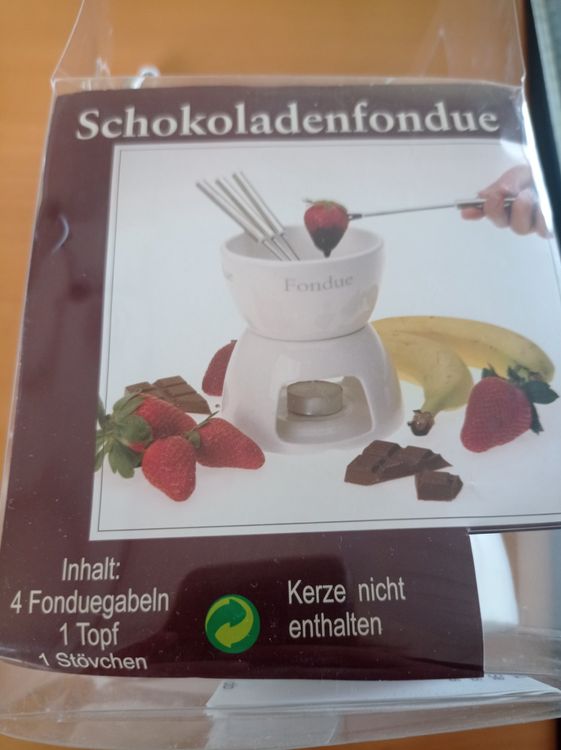 Schokoladenfondue
Fondue
Inhalt:
4 Fonduegabeln
1 Topf
1 Stövchen
Kerze nicht
enthalten